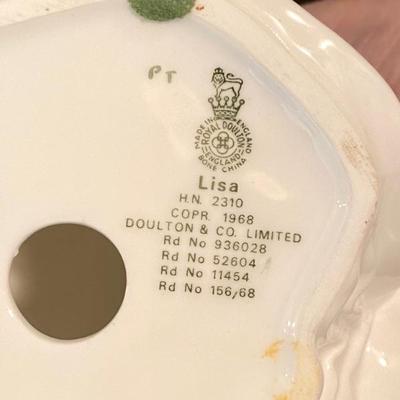 PT
MADE IN ENGLAND
ROYAL DOULTON
ENGLAND
BONE CHINA
Lisa
H.N. 2310
COPR. 1968
DOULTON & CO. LIMITED
Rd No 936028
Rd No 52604
Rd No 11454
Rd No 156/68